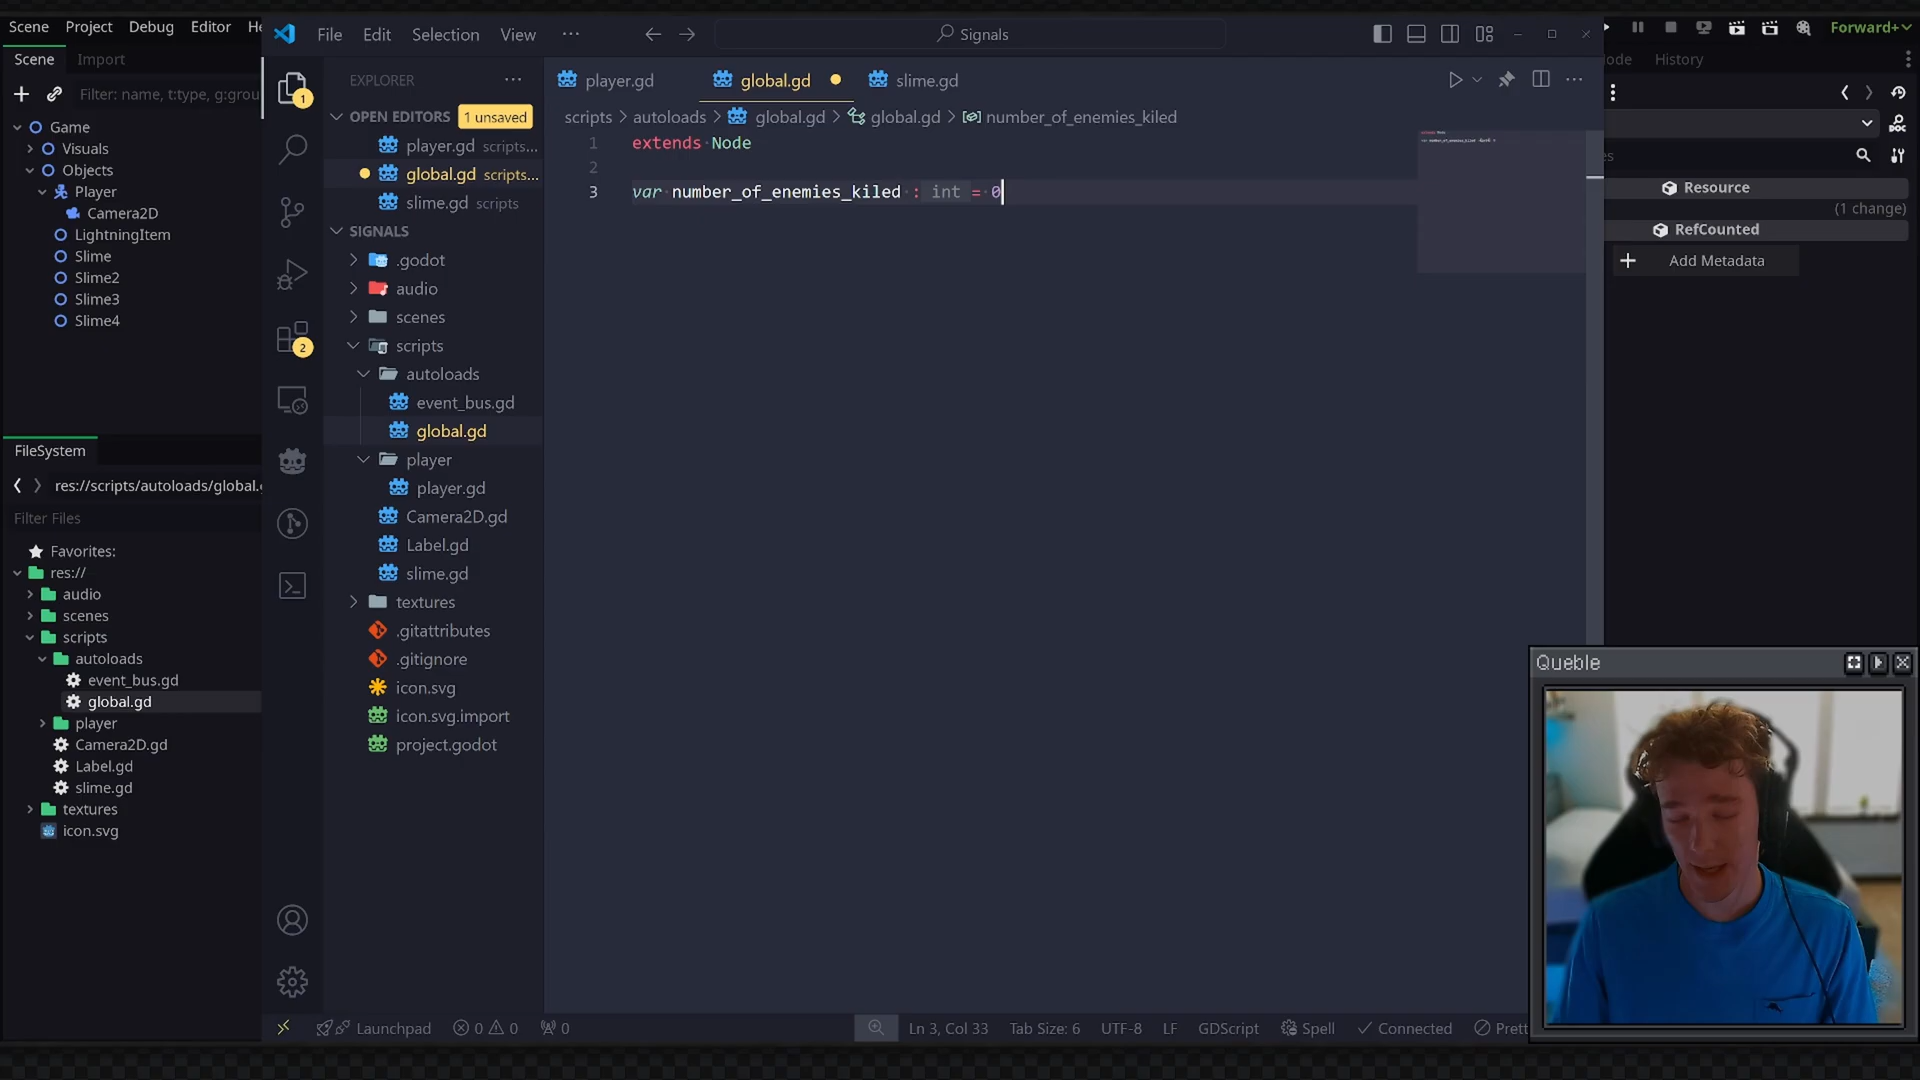 Scene Project Debug Editor He
Scene Import
Filter: name, t:type, g:grou
Game
Visuals
Objects
Player
Camera2D
LightningItem
Slime
Slime2
Slime3
Slime4
FileSystem
res://scripts/autoloads/global.g
Filter Files
Favorites:
res://
audio
scenes
scripts
autoloads
event_bus.gd
global.gd
player
Camera2D.gd
Label.gd
slime.gd
textures
icon.svg
File Edit Selection View ···
Signals
EXPLORER
OPEN EDITORS 1 unsaved
player.gd scripts...
global.gd scripts...
slime.gd scripts
SIGNALS
.godot
audio
scenes
scripts
autoloads
event_bus.gd
global.gd
player
player.gd
Camera2D.gd
Label.gd
slime.gd
textures
.gitattributes
.gitignore
icon.svg
icon.svg.import
project.godot
1
2
player.gd global.gd slime.gd
scripts > autoloads > global.gd > global.gd > number_of_enemies_kiled
1 extends Node
2
3 var number_of_enemies_kiled : int = 0
Launchpad 0 0 0
Ln 3, Col 33 Tab Size: 6 UTF-8 LF GDScript Spell Connected Prett
Forward+
ode History
es
Resource
(1 change)
RefCounted
Add Metadata
Queble